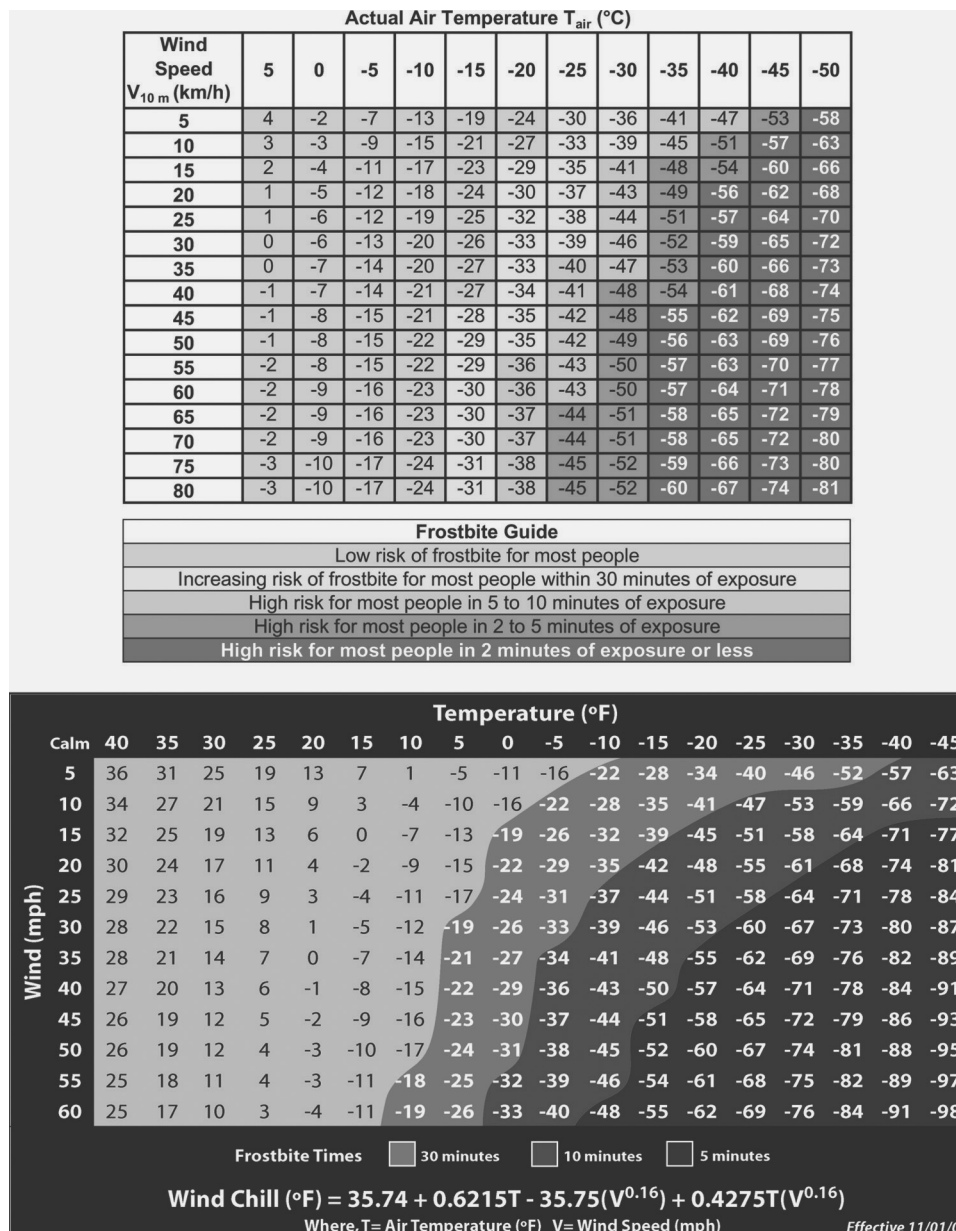 Actual Air Temperature T air (°C)
Wind Speed V10 m (km/h) 5 0 -5 -10 -15 -20 -25 -30 -35 -40 -45 -50
5 4 -2 -7 -13 -19 -24 -30 -36 -41 -47 -53 -58
10 3 -3 -9 -15 -21 -27 -33 -39 -45 -51 -57 -63
15 2 -4 -11 -17 -23 -29 -35 -41 -48 -54 -60 -66
20 1 -5 -12 -18 -24 -30 -37 -43 -49 -56 -62 -68
25 1 -6 -12 -19 -25 -32 -38 -44 -51 -57 -64 -70
30 0 -6 -13 -20 -26 -33 -39 -46 -52 -59 -65 -72
35 0 -7 -14 -20 -27 -33 -40 -47 -53 -60 -66 -73
40 -1 -7 -14 -21 -27 -34 -41 -48 -54 -61 -68 -74
45 -1 -8 -15 -21 -28 -35 -42 -48 -55 -62 -69 -75
50 -1 -8 -15 -22 -29 -35 -42 -49 -56 -63 -69 -76
55 -2 -8 -15 -22 -29 -36 -43 -50 -57 -63 -70 -77
60 -2 -9 -16 -23 -30 -36 -43 -50 -57 -64 -71 -78
65 -2 -9 -16 -23 -30 -37 -44 -51 -58 -65 -72 -79
70 -2 -9 -16 -23 -30 -37 -44 -51 -58 -65 -72 -80
75 -3 -10 -17 -24 -31 -38 -45 -52 -59 -66 -73 -80
80 -3 -10 -17 -24 -31 -38 -45 -52 -60 -67 -74 -81
Frostbite Guide
Low risk of frostbite for most people
Increasing risk of frostbite for most people within 30 minutes of exposure
High risk for most people in 5 to 10 minutes of exposure
High risk for most people in 2 to 5 minutes of exposure
High risk for most people in 2 minutes of exposure or less
Temperature (ºF)
Calm 40 35 30 25 20 15 10 5 0 -5 -10 -15 -20 -25 -30 -35 -40 -45
5 36 31 25 19 13 7 1 -5 -11 -16 -22 -28 -34 -40 -46 -52 -57 -63
10 34 27 21 15 9 3 -4 -10 -16 -22 -28 -35 -41 -47 -53 -59 -66 -72
15 32 25 19 13 6 0 -7 -13 -19 -26 -32 -39 -45 -51 -58 -64 -71 -77
20 30 24 17 11 4 -2 -9 -15 -22 -29 -35 -42 -48 -55 -61 -68 -74 -81
25 29 23 16 9 3 -4 -11 -17 -24 -31 -37 -44 -51 -58 -64 -71 -78 -84
30 28 22 15 8 1 -5 -12 -19 -26 -33 -39 -46 -53 -60 -67 -73 -80 -87
35 28 21 14 7 0 -7 -14 -21 -27 -34 -41 -48 -55 -62 -69 -76 -82 -89
40 27 20 13 6 -1 -8 -15 -22 -29 -36 -43 -50 -57 -64 -71 -78 -84 -91
45 26 19 12 5 -2 -9 -16 -23 -30 -37 -44 -51 -58 -65 -72 -79 -86 -93
50 26 19 12 4 -3 -10 -17 -24 -31 -38 -45 -52 -60 -67 -74 -81 -88 -95
55 25 18 11 4 -3 -11 -18 -25 -32 -39 -46 -54 -61 -68 -75 -82 -89 -97
60 25 17 10 3 -4 -11 -19 -26 -33 -40 -48 -55 -62 -69 -76 -84 -91 -98
Wind (mph)
Frostbite Times 30 minutes 10 minutes 5 minutes
Wind Chill (ºF) = 35.74 + 0.6215T - 35.75(V0.16) + 0.4275T(V0.16)
Where, T= Air Temperature (ºF) V= Wind Speed (mph) Effective 11/01/0